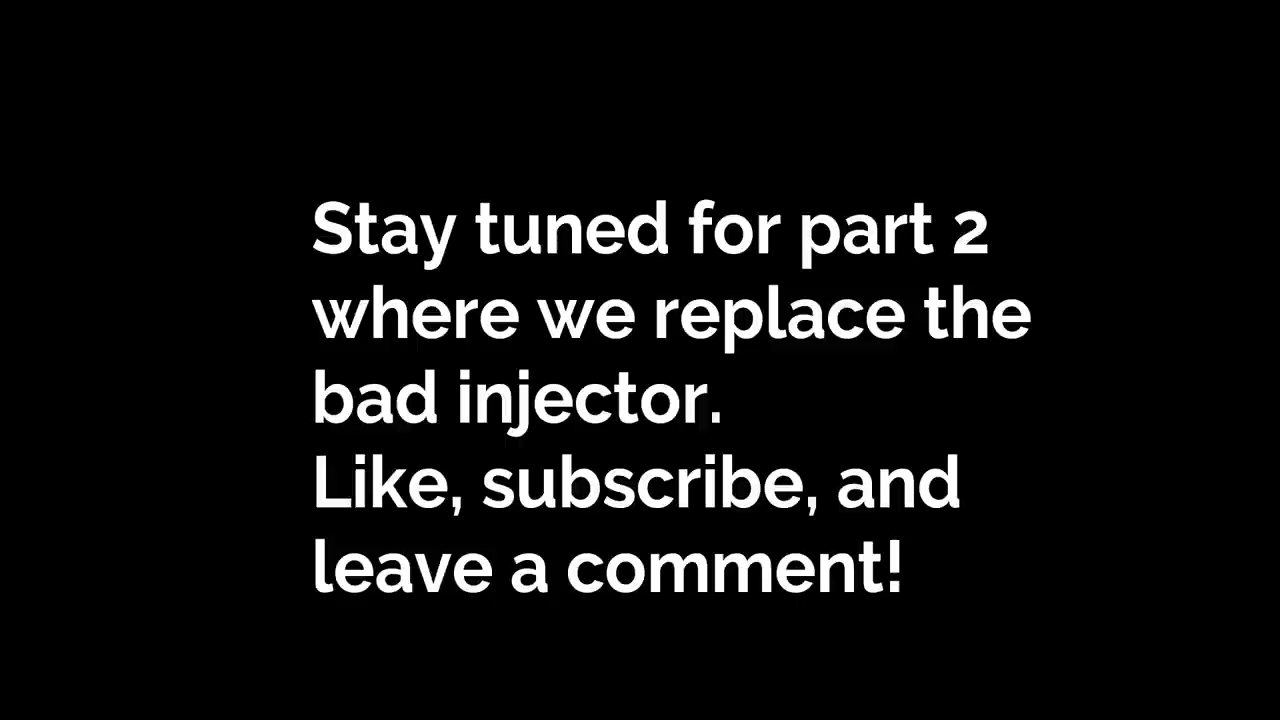 Stay tuned for part 2
where we replace the
bad injector.
Like, subscribe, and
leave a comment!